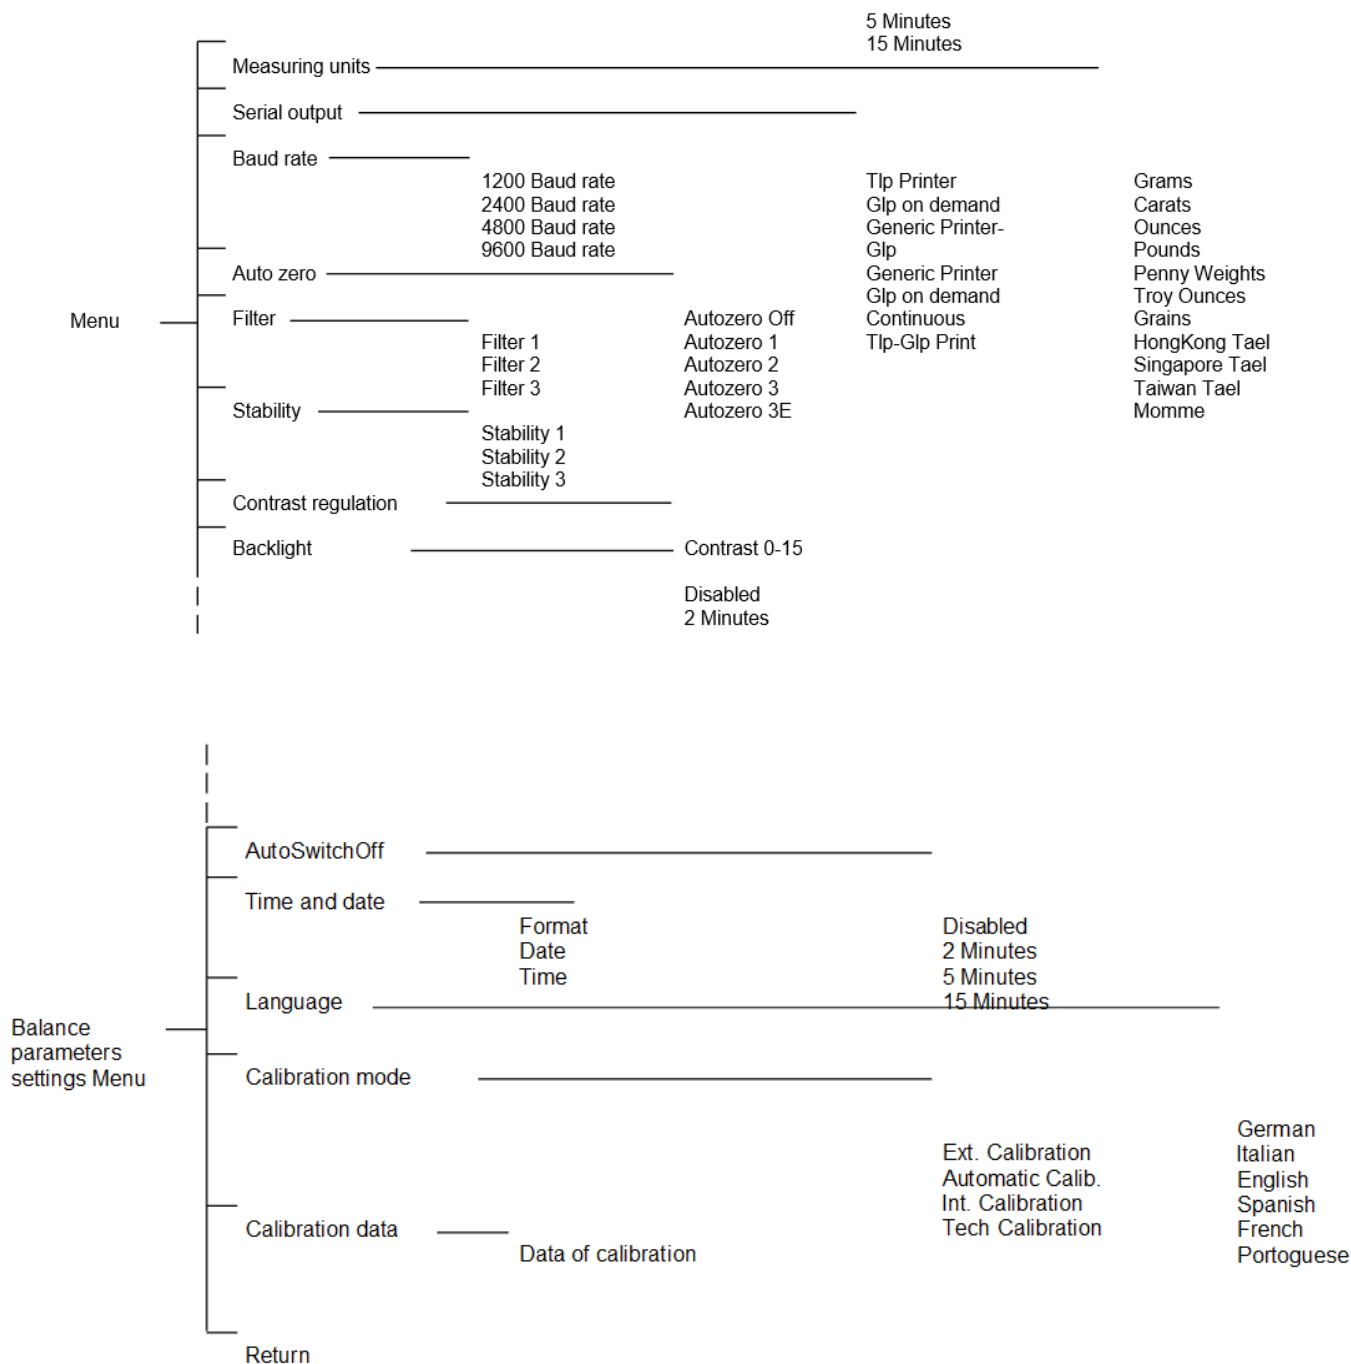 5 Minutes
15 Minutes
Measuring units
Serial output
Baud rate
1200 Baud rate
2400 Baud rate
4800 Baud rate
9600 Baud rate
Tlp Printer
Glp on demand
Generic Printer-
Glp
Generic Printer
Glp on demand
Continuous
Tlp-Glp Print
Grams
Carats
Ounces
Pounds
Penny Weights
Troy Ounces
Grains
HongKong Tael
Singapore Tael
Taiwan Tael
Momme
Auto zero
Autozero Off
Autozero 1
Autozero 2
Autozero 3
Autozero 3E
Menu
Filter
Filter 1
Filter 2
Filter 3
Stability
Stability 1
Stability 2
Stability 3
Contrast regulation
Contrast 0-15
Backlight
Disabled
2 Minutes
AutoSwitchOff
Time and date
Format
Date
Time
Disabled
2 Minutes
5 Minutes
15 Minutes
Language
Balance
parameters
settings Menu
Calibration mode
Ext. Calibration
Automatic Calib.
Int. Calibration
Tech Calibration
German
Italian
English
Spanish
French
Portoguese
Calibration data
Data of calibration
Return